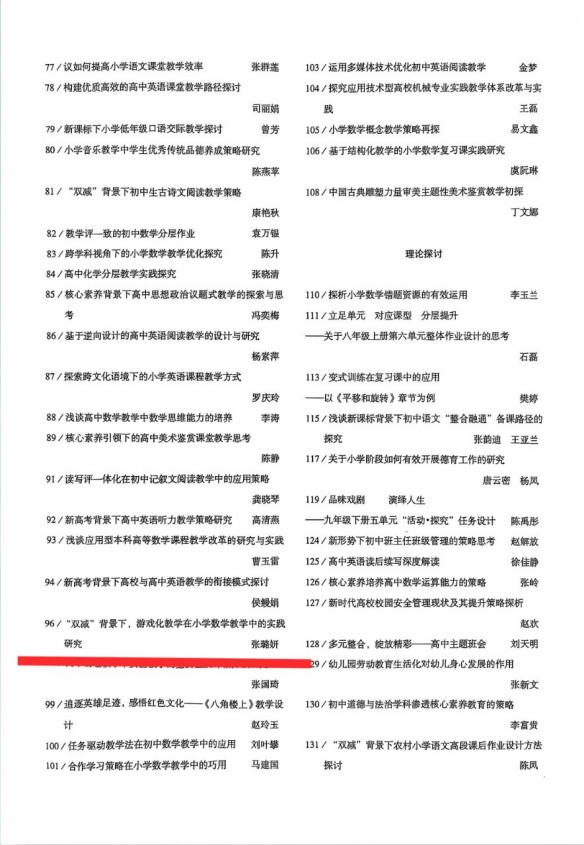 77/议如何提高小学语文课堂教学效率 张群莲
78/构建优质高效的高中英语课堂教学路径探讨
司丽娟
79/新课标下小学低年级口语交际教学探讨 曾芳
80/小学音乐教学中学生优秀传统品德养成策略研究
陈燕苹
81/“双减”背景下初中生古诗文阅读教学策略
康艳秋
82/教学评一致的初中数学分层作业 袁万银
83/跨学科视角下的小学数学教学优化探究 陈升
84/高中化学分层教学实践探究 张晓清
85/核心素养背景下高中思想政治议题式教学的探索与思
考 冯奕梅
86/基于逆向设计的高中英语阅读教学的设计与研究
杨紫萍
87/探索跨文化语境下的小学英语课程教学方式
罗庆玲
88/浅谈高中数学教学中数学思维能力的培养 李涛
89/核心素养引领下的高中美术鉴赏课堂教学思考
陈静
91/读写评一体化在初中记叙文阅读教学中的应用策略
龚晓琴
92/新高考背景下高中英语听力教学策略研究 高清燕
93/浅谈应用型本科高等数学课程教学改革的研究与实践
曹玉雷
94/新高考背景下高校与高中英语教学的衔接模式探讨
侯鳗娟
96/“双减”背景下，游戏化教学在小学数学教学中的实践
研究 张璐妍
张国琦
99/追逐英雄足迹，感悟红色文化——《八角楼上》教学设
计 赵玲玉
100/任务驱动教学法在初中数学教学中的应用 刘叶攀
101/合作学习策略在小学数学教学中的巧用 马建国
103/运用多媒体技术优化初中英语阅读教学 金梦
104/探究应用技术型高校机械专业实践教学体系改革与实
践 王磊
105/小学数学概念教学策略再探 易文鑫
106/基于结构化教学的小学数学复习课实践研究
虞阮琳
108/中国古典雕塑力量审美主题性美术鉴赏教学初探
丁文娜
理论探讨
110/探析小学数学错题资源的有效运用 李玉兰
111/立足单元 对应课型 分层提升
——关于八年级上册第六单元整体作业设计的思考
石磊
113/变式训练在复习课中的应用
——以《平移和旋转》章节为例 樊婷
115/浅谈新课标背景下初中语文“整合融通”备课路径的
探究 张韵迪 王亚兰
117/关于小学阶段如何有效开展德育工作的研究
唐云密 杨凤
119/品味戏剧 演绎人生
——九年级下册五单元“活动·探究”任务设计 陈禹彤
124/新形势下初中班主任班级管理的策略思考 赵解放
125/高中英语读后续写深度解读 徐佳静
126/核心素养培养高中数学运算能力的策略 张岭
127/新时代高校校园安全管理现状及其提升策略探析
赵欢
128/多元整合，绽放精彩——高中主题班会 刘天明
29/幼儿园劳动教育生活化对幼儿身心发展的作用
张新文
130/初中道德与法治学科渗透核心素养教育的策略
李富贵
131/“双减”背景下农村小学语文高段课后作业设计方法
探讨 陈凤